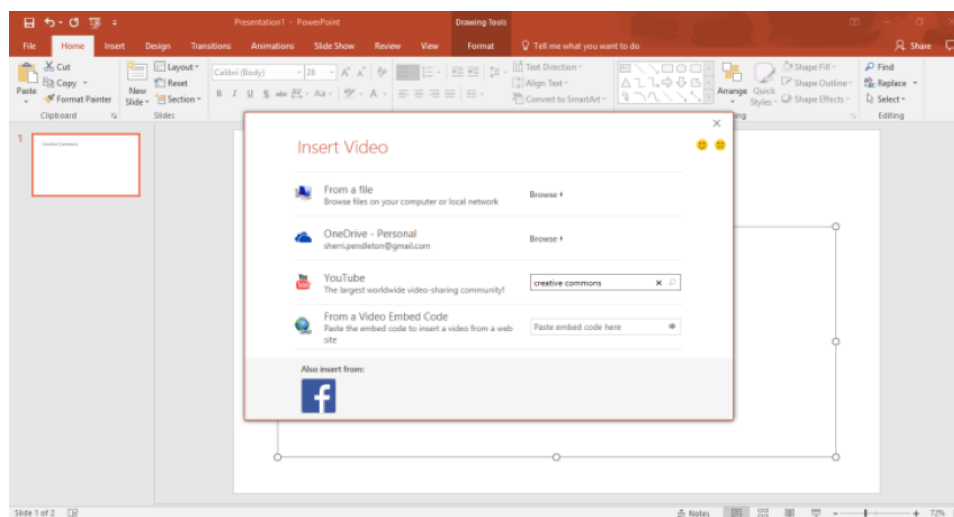 Presentation1 - PowerPoint
Drawing Tools
File Home Insert Design Transitions Animations Slide Show Review View Format Tell me what you want to do Share
Cut
Copy
Format Painter
Paste
Clipboard
New
Slide
Layout
Reset
Section
Slides
Calibri (Body) 28
B I U S abc AV Aa A
Text Direction
Align Text
Convert to SmartArt
Arrange
Quick
Styles
Shape Fill
Shape Outline
Shape Effects
Find
Replace
Select
Editing
1
Creative Commons
Insert Video
From a file
Browse files on your computer or local network
Browse
OneDrive - Personal
sherri.pendleton@gmail.com
Browse
YouTube
The largest worldwide video-sharing community!
creative commons
From a Video Embed Code
Paste the embed code to insert a video from a web
site
Paste embed code here
Also insert from:
f
Slide 1 of 2
Notes
72%